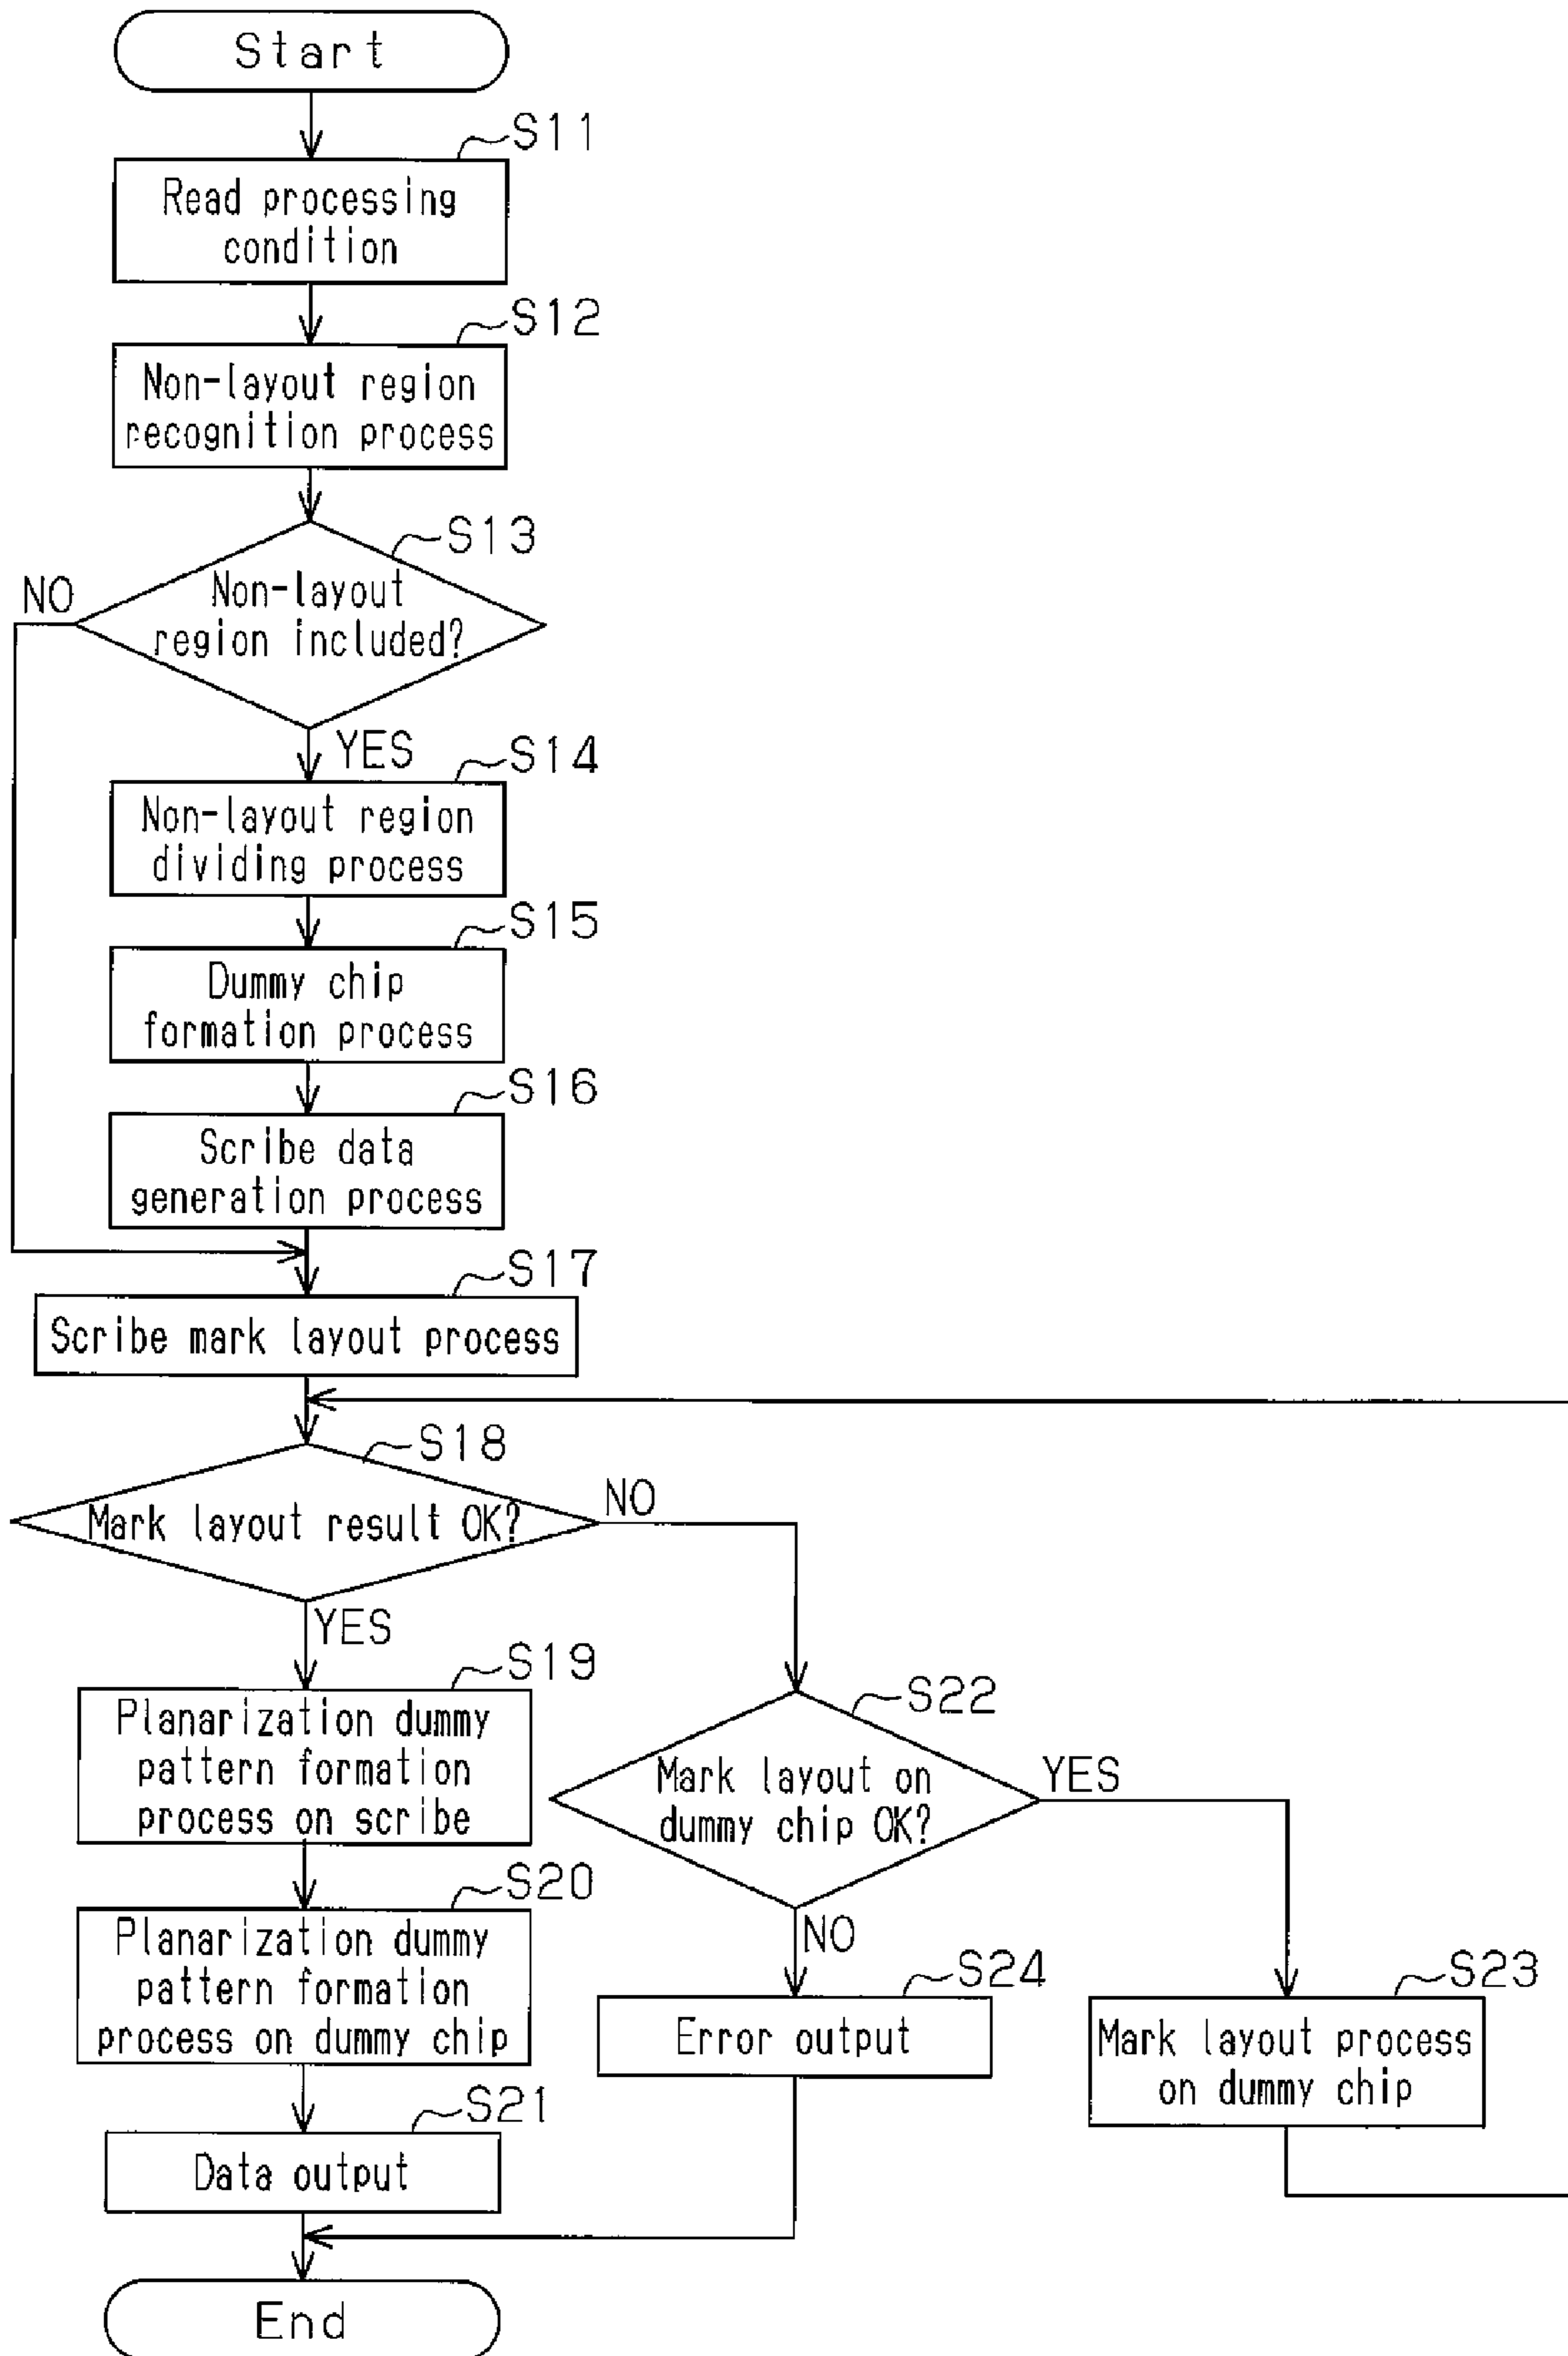 Start
S11
Read processing
condition
S12
Non-layout region
recognition process
S13
NO
Non-layout
region included?
YES
S14
Non-layout region
dividing process
S15
Dummy chip
formation process
S16
Scribe data
generation process
S17
Scribe mark layout process
S18
Mark layout result OK?
NO
YES
S19
Planarization dummy
pattern formation
process on scribe
S22
Mark layout on
dummy chip OK?
YES
NO
S20
Planarization dummy
pattern formation
process on dummy chip
S24
Error output
S23
Mark layout process
on dummy chip
S21
Data output
End